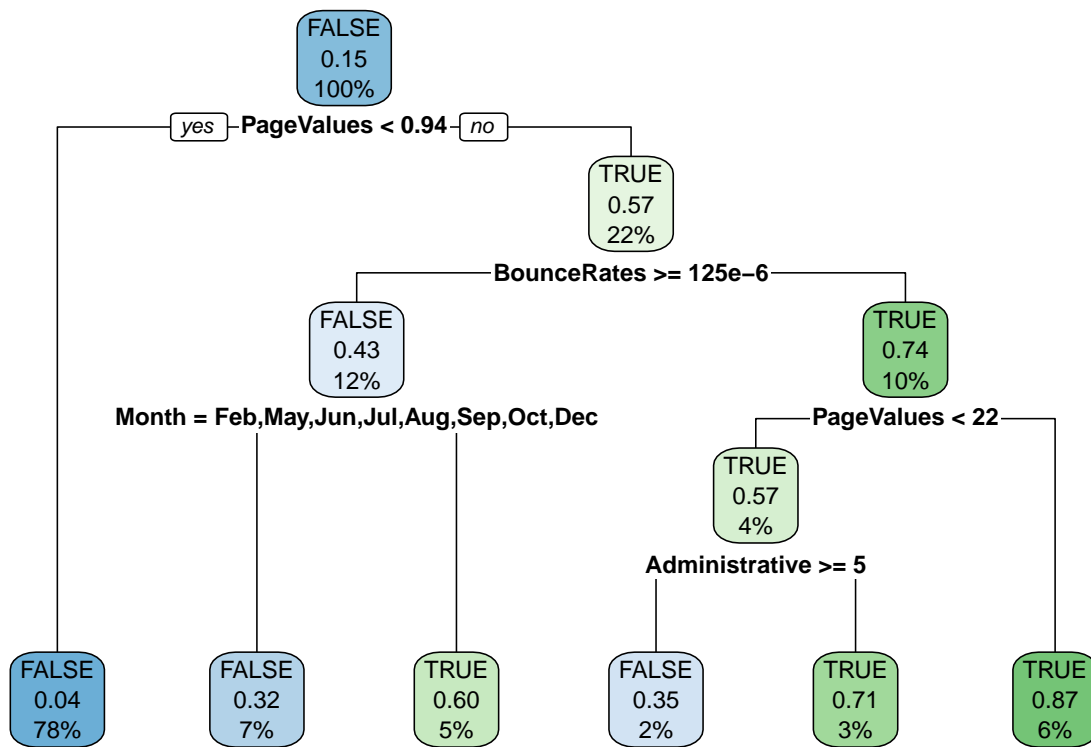 FALSE
0.15
100%
yes PageValues < 0.94 no
TRUE
0.57
22%
BounceRates >= 125e−6
FALSE
0.43
12%
TRUE
0.74
10%
Month = Feb,May,Jun,Jul,Aug,Sep,Oct,Dec
PageValues < 22
TRUE
0.57
4%
Administrative >= 5
FALSE
0.04
78%
FALSE
0.32
7%
TRUE
0.60
5%
FALSE
0.35
2%
TRUE
0.71
3%
TRUE
0.87
6%